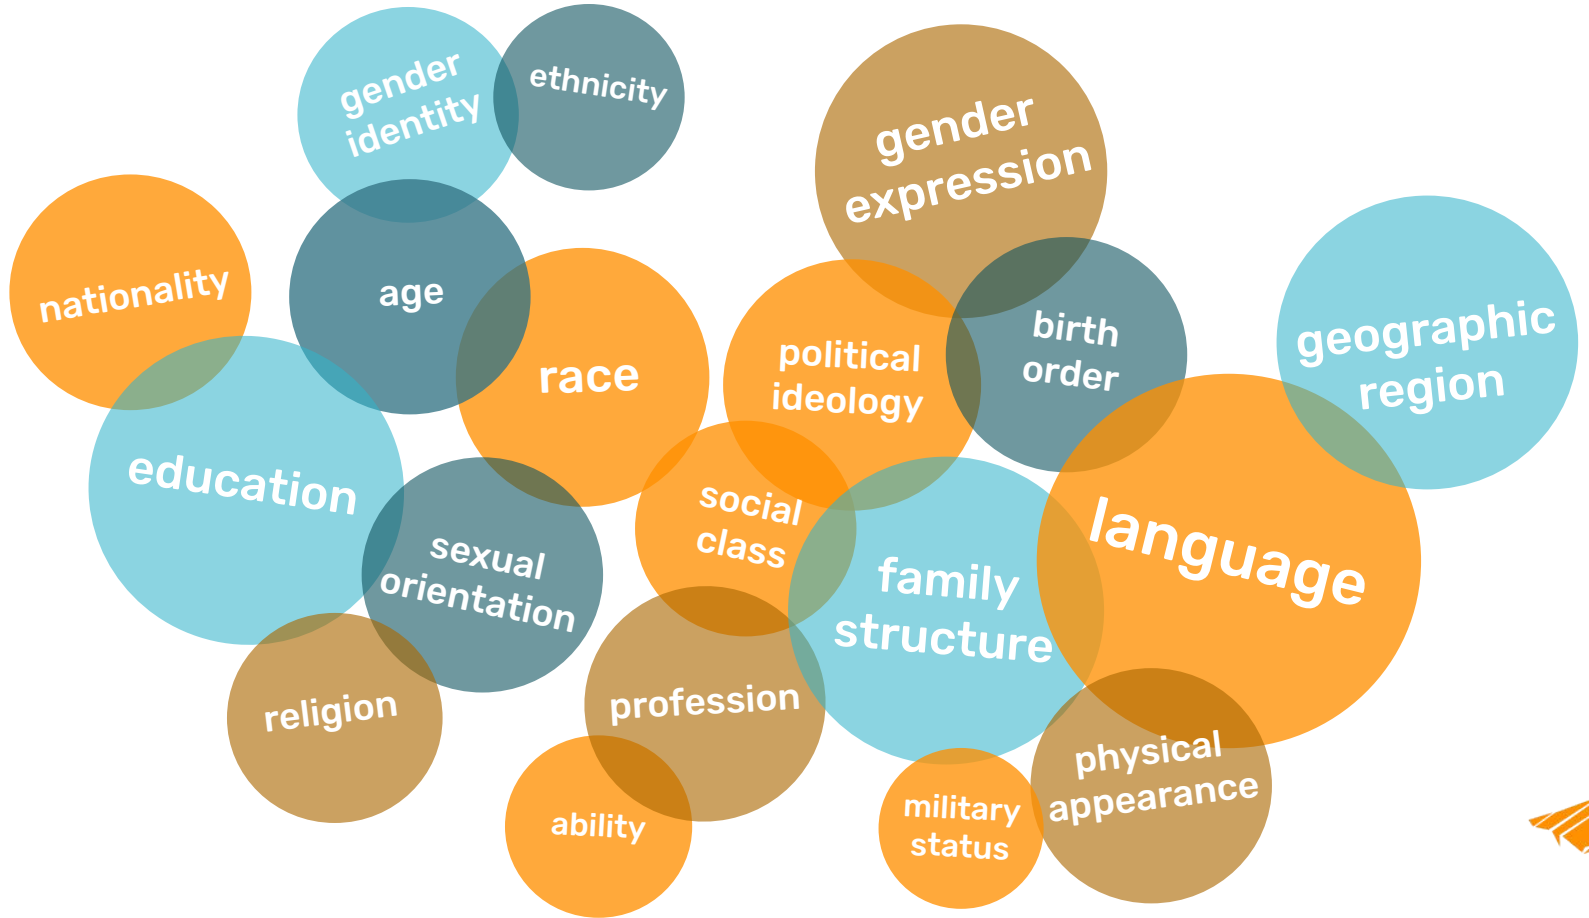 gender
identity
ethnicity
gender
expression
nationality
age
race
political
ideology
birth
order
geographic
region
education
sexual
orientation
social
class
family
structure
language
religion
profession
physical
appearance
ability
military
status